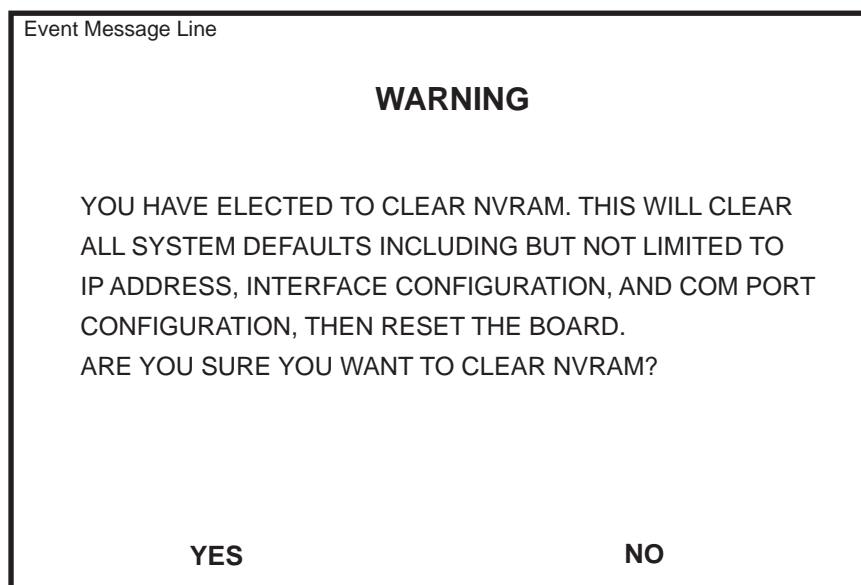 Event Message Line
WARNING
YOU HAVE ELECTED TO CLEAR NVRAM. THIS WILL CLEAR
ALL SYSTEM DEFAULTS INCLUDING BUT NOT LIMITED TO
IP ADDRESS, INTERFACE CONFIGURATION, AND COM PORT
CONFIGURATION, THEN RESET THE BOARD.
ARE YOU SURE YOU WANT TO CLEAR NVRAM?
YES NO